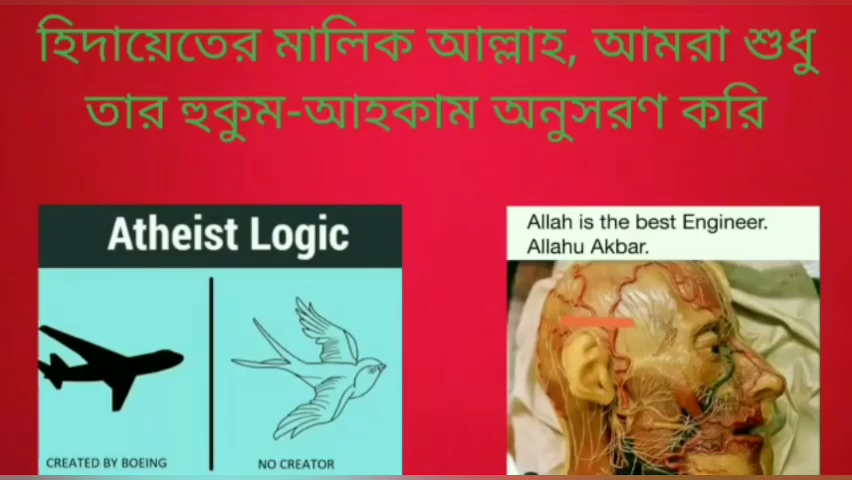 হিদায়েতের মালিক আল্লাহ, আমরা শুধু
তার হুকুম-আহকাম অনুসরণ করি
Atheist Logic
CREATED BY BOEING
NO CREATOR
Allah is the best Engineer.
Allahu Akbar.